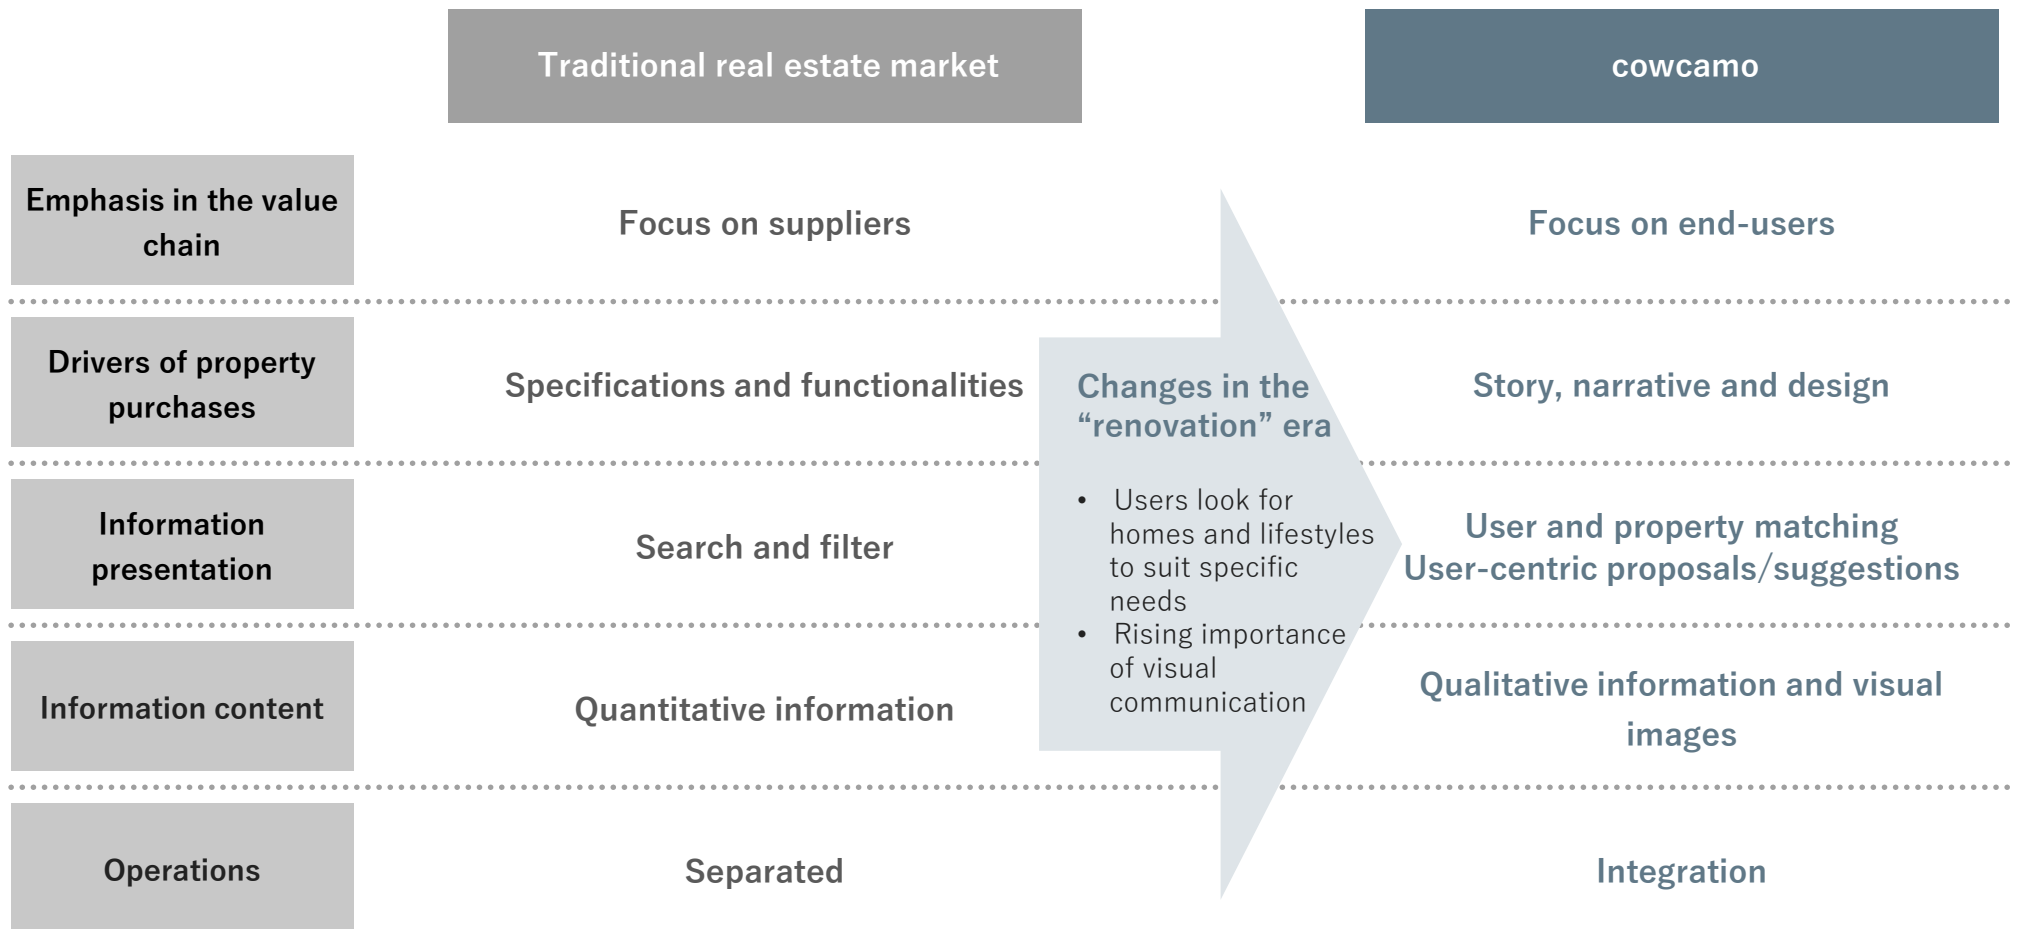 Traditional real estate market
cowcamo
Emphasis in the value
chain
Focus on suppliers
Focus on end-users
Drivers of property
purchases
Specifications and functionalities
Story, narrative and design
Information
presentation
Search and filter
User and property matching
User-centric proposals/suggestions
Information content
Quantitative information
Qualitative information and visual
images
Operations
Separated
Integration
Changes in the
“renovation” era
• Users look for
homes and lifestyles
to suit specific
needs
• Rising importance
of visual
communication